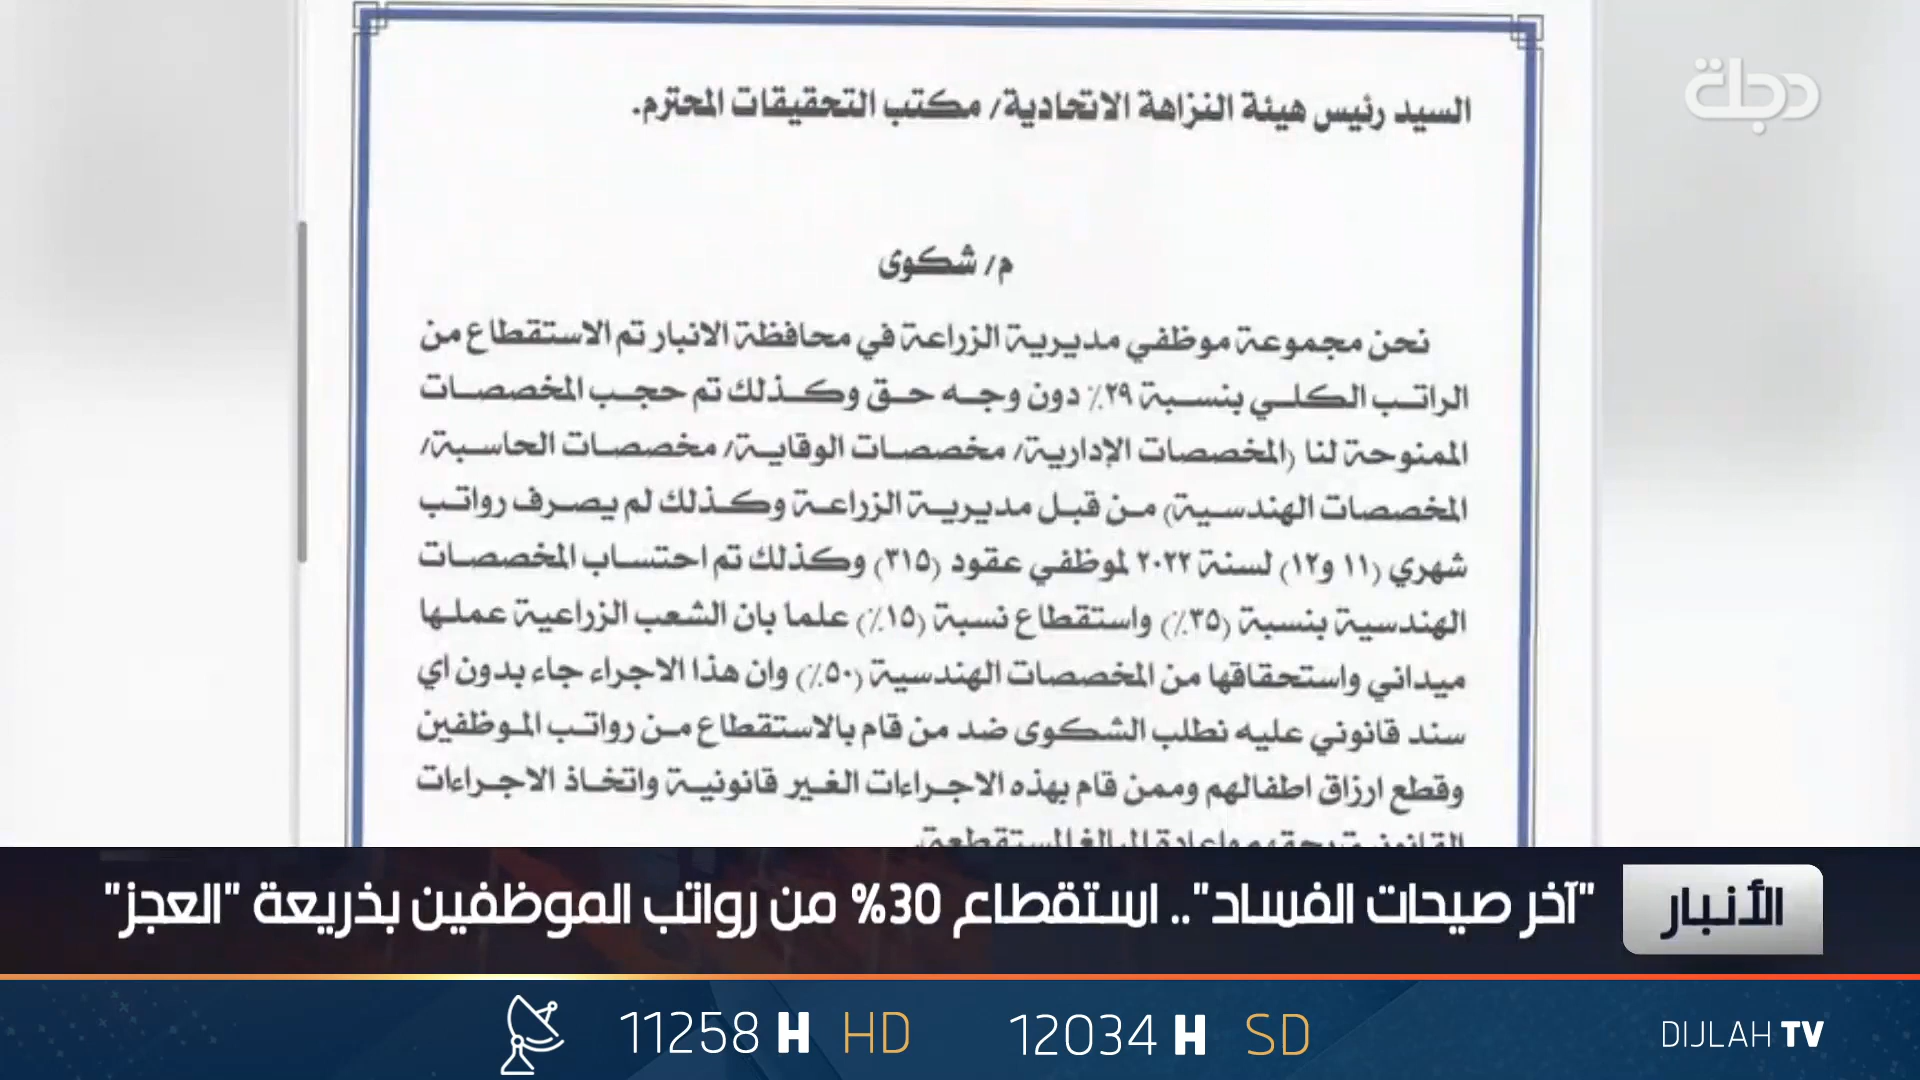 دجلة
السيد رئيس هيئة النزاهة الاتحادية/ مكتب التحقيقات المحترم.
م/ شكوى
نحن مجموعة موظفي مديرية الزراعة في محافظة الانبار تم الاستقطاع من
الراتب الكلي بنسبة ٢٩٪ دون وجه حق وكذلك تم حجب المخصصات
الممنوحة لنا (المخصصات الإدارية/ مخصصات الوقاية/ مخصصات الحاسبة/
المخصصات الهندسية) من قبل مديرية الزراعة وكذلك لم يصرف رواتب
شهري (١١ و١٢) لسنة ٢٠٢٢ لموظفي عقود (٣١٥) وكذلك تم احتساب المخصصات
الهندسية بنسبة (٣٥٪) واستقطاع نسبة (١٥٪) علما بان الشعب الزراعية عملها
ميداني واستحقاقها من المخصصات الهندسية (٥٠٪) وان هذا الاجراء جاء بدون اي
سند قانوني عليه نطلب الشكوى ضد من قام بالاستقطاع من رواتب الموظفين
وقطع ارزاق اطفالهم وممن قام بهذه الاجراءات الغير قانونية واتخاذ الاجراءات
القانونية بحقهم واعادة المبالغ المستقطعة.
الأنبار
"آخر صيحات الفساد".. استقطاع 30% من رواتب الموظفين بذريعة "العجز"
11258 H HD 12034 H SD
DIJLAH TV